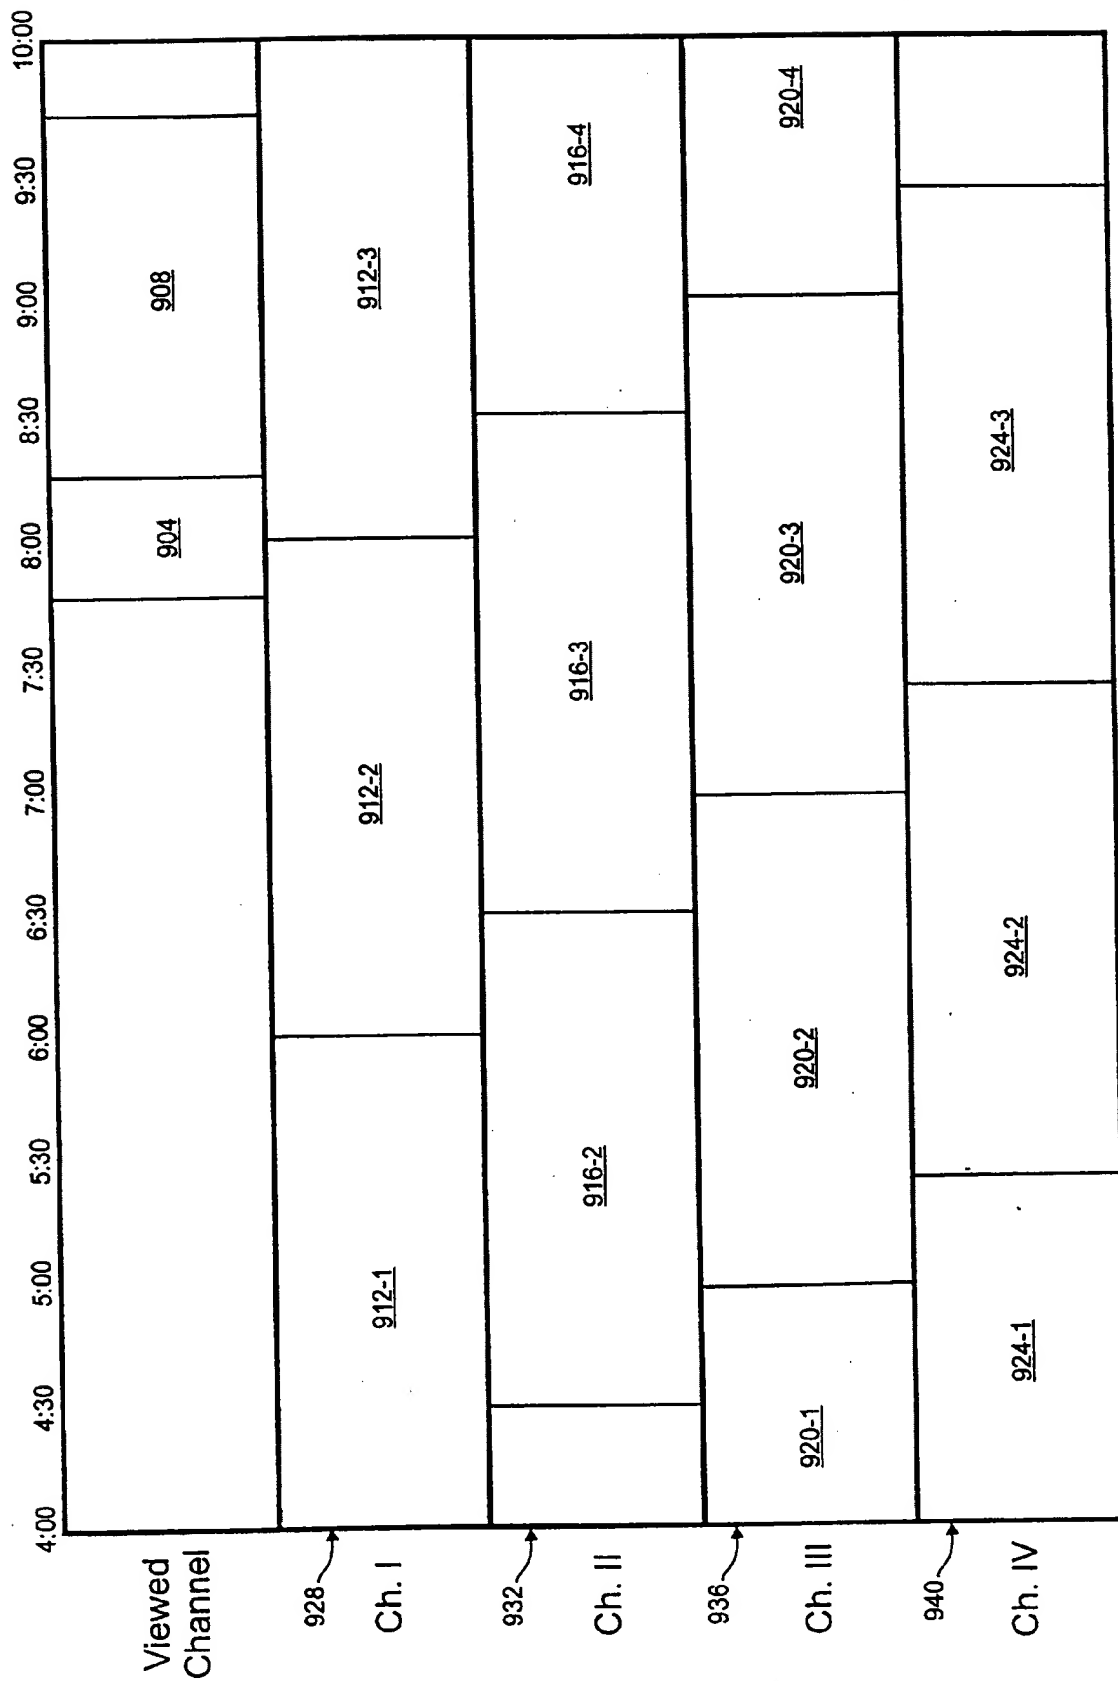 4:00 4:30 5:00 5:30 6:00 6:30 7:00 7:30 8:00 8:30 9:00 9:30 10:00
Viewed
Channel
904 908
928
Ch. I
912-1 912-2 912-3
932
Ch. II
916-2 916-3 916-4
936
Ch. III
920-1 920-2 920-3 920-4
940
Ch. IV
924-1 924-2 924-3